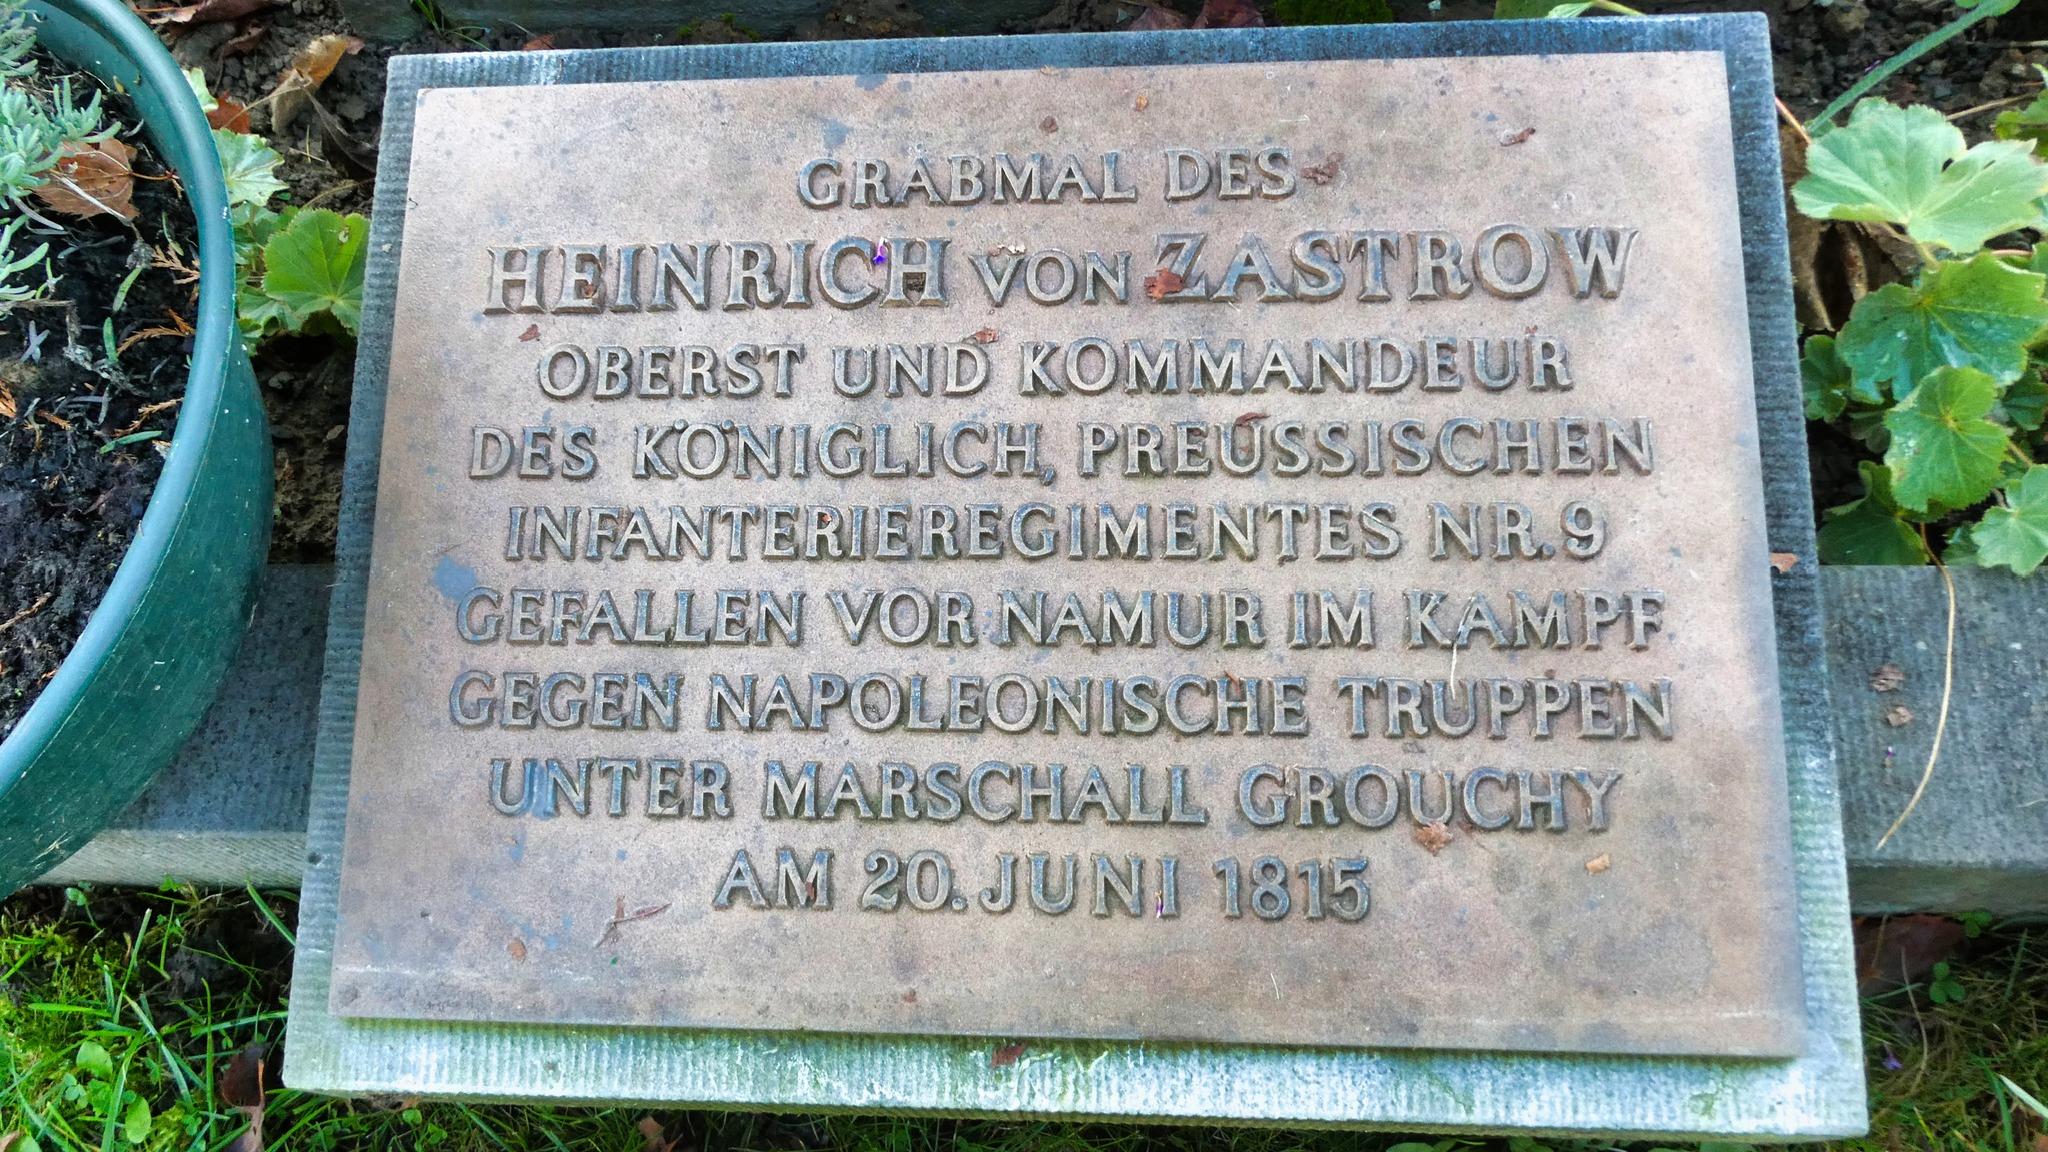 GRABMAL DES
HEINRICH VON ZASTROW
OBERST UND KOMMANDEUR
DES KÖNIGLICH, PREUSSISCHEN
INFANTERIEREGIMENTES NR. 9
GEFALLEN VOR NAMUR IM KAMPF
GEGEN NAPOLEONISCHE TRUPPEN
UNTER MARSCHALL GROUCHY
AM 20. JUNI 1815